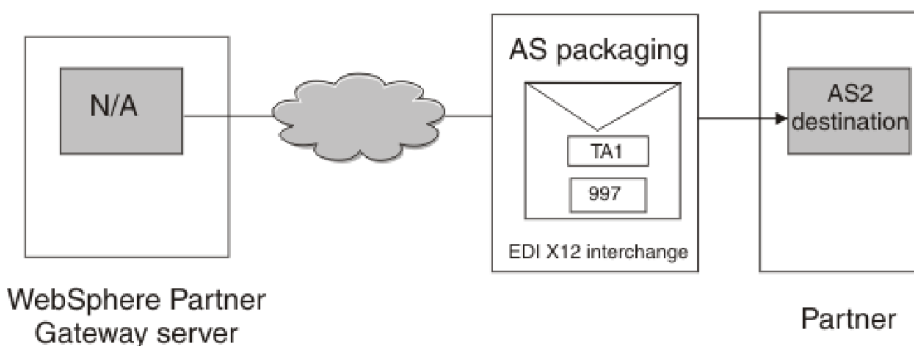 N/A
AS packaging
TA1
997
EDI X12 interchange
AS2
destination
WebSphere Partner
Gateway server
Partner